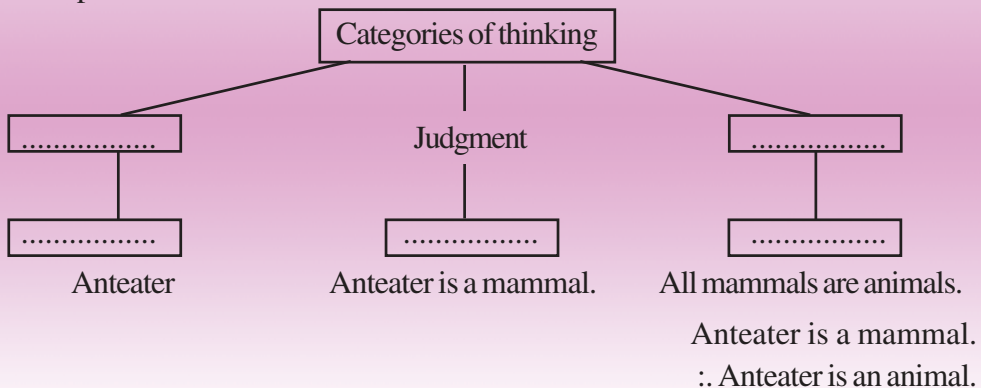 Categories of thinking
................. Judgment .................
................. ................. .................
Anteater Anteater is a mammal. All mammals are animals.
Anteater is a mammal.
:. Anteater is an animal.